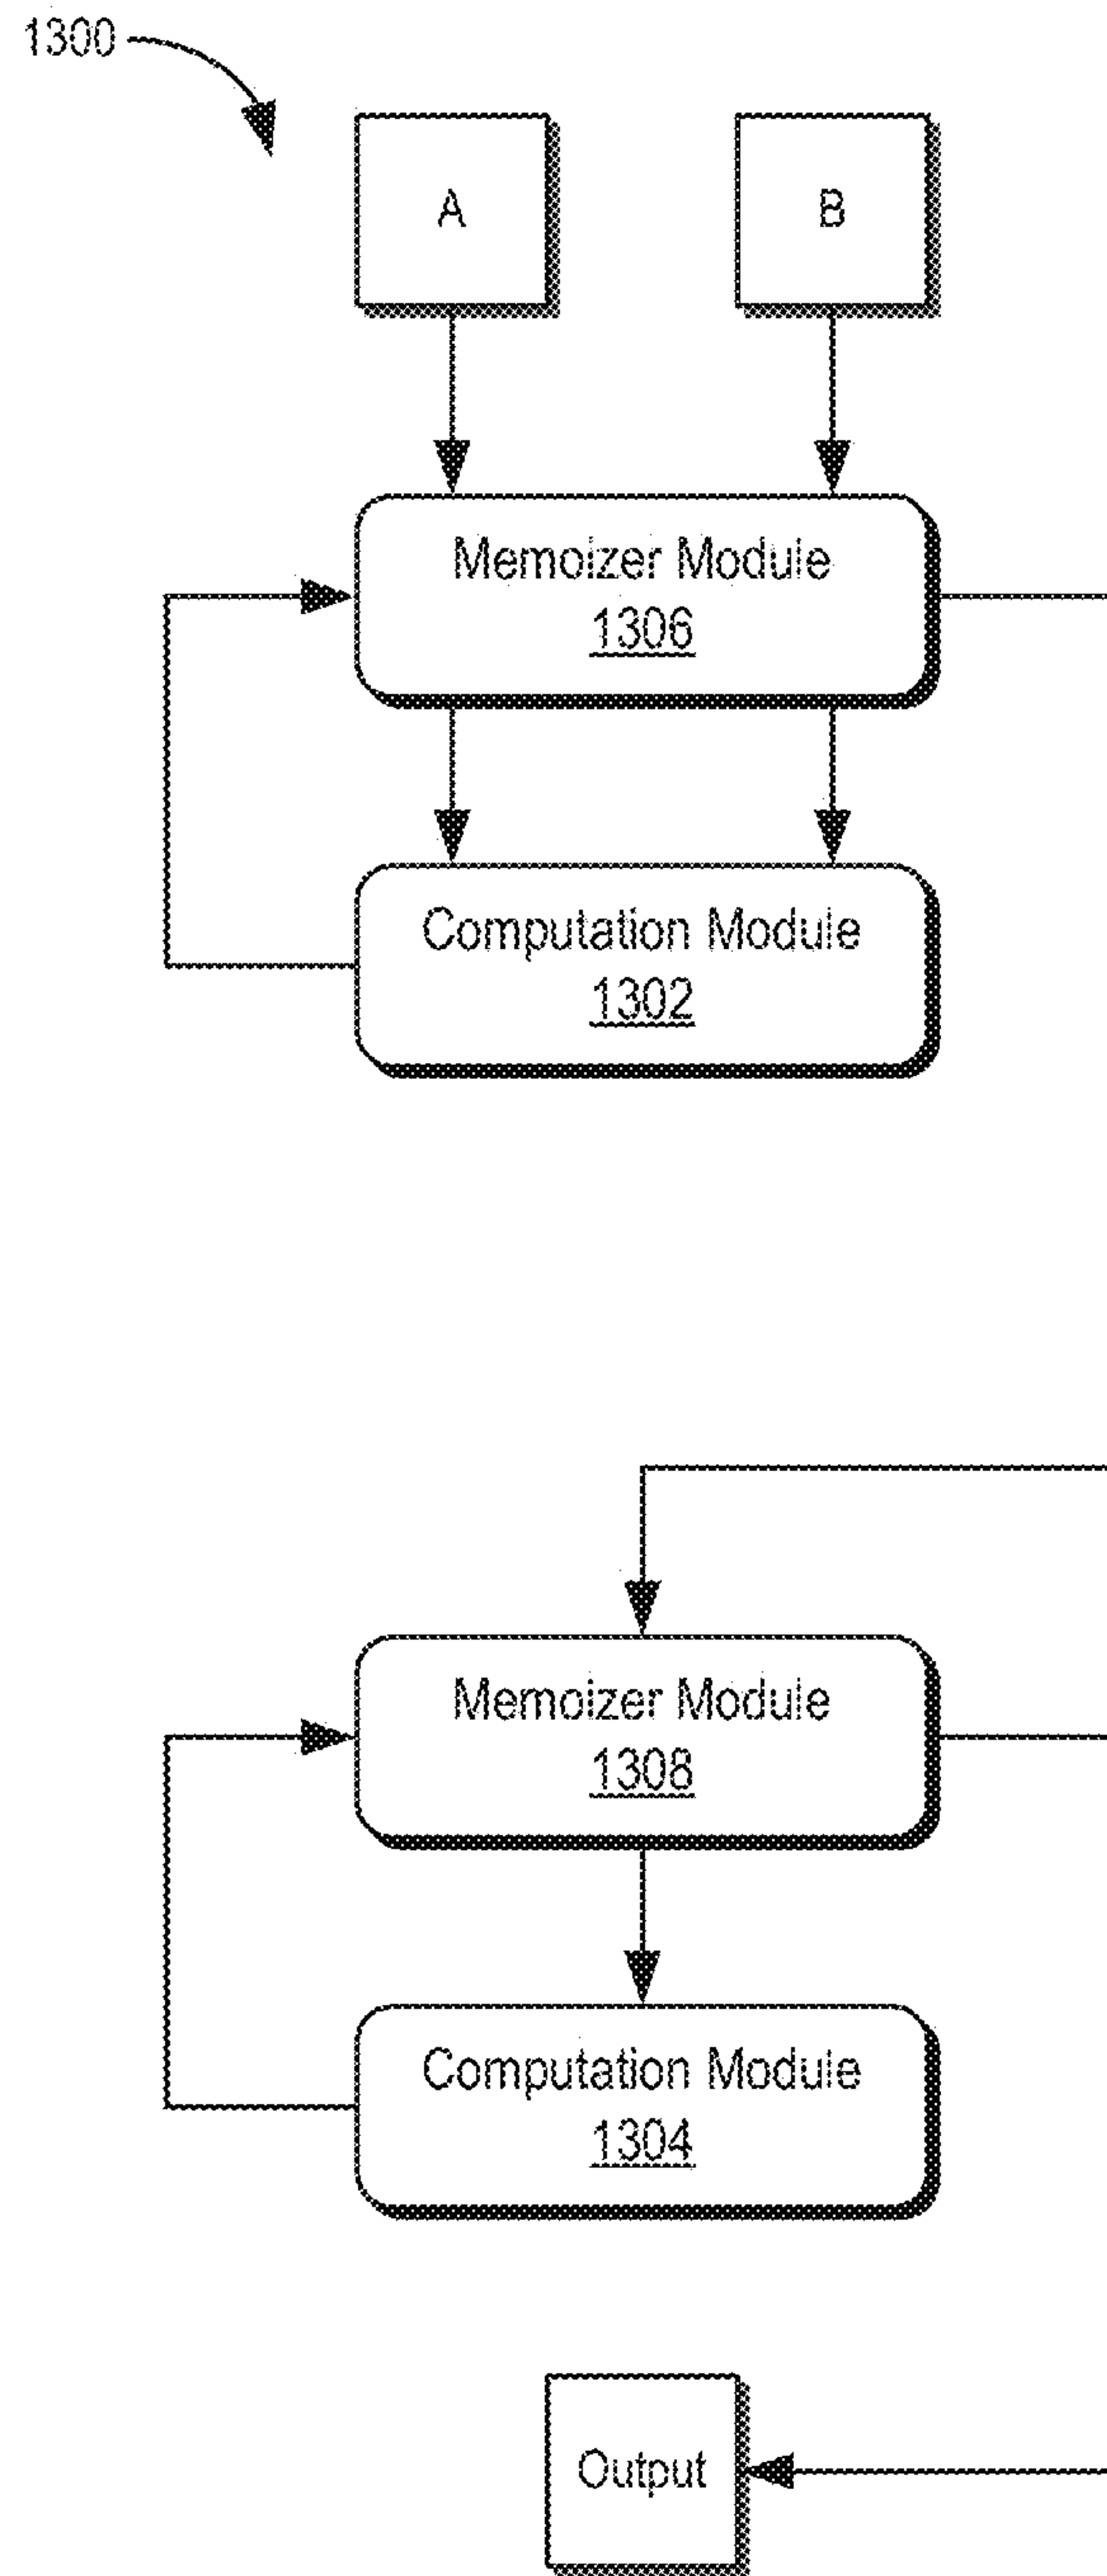 1300
A
B
Memoizer Module
1306
Computation Module
1302
Memoizer Module
1308
Computation Module
1304
Output